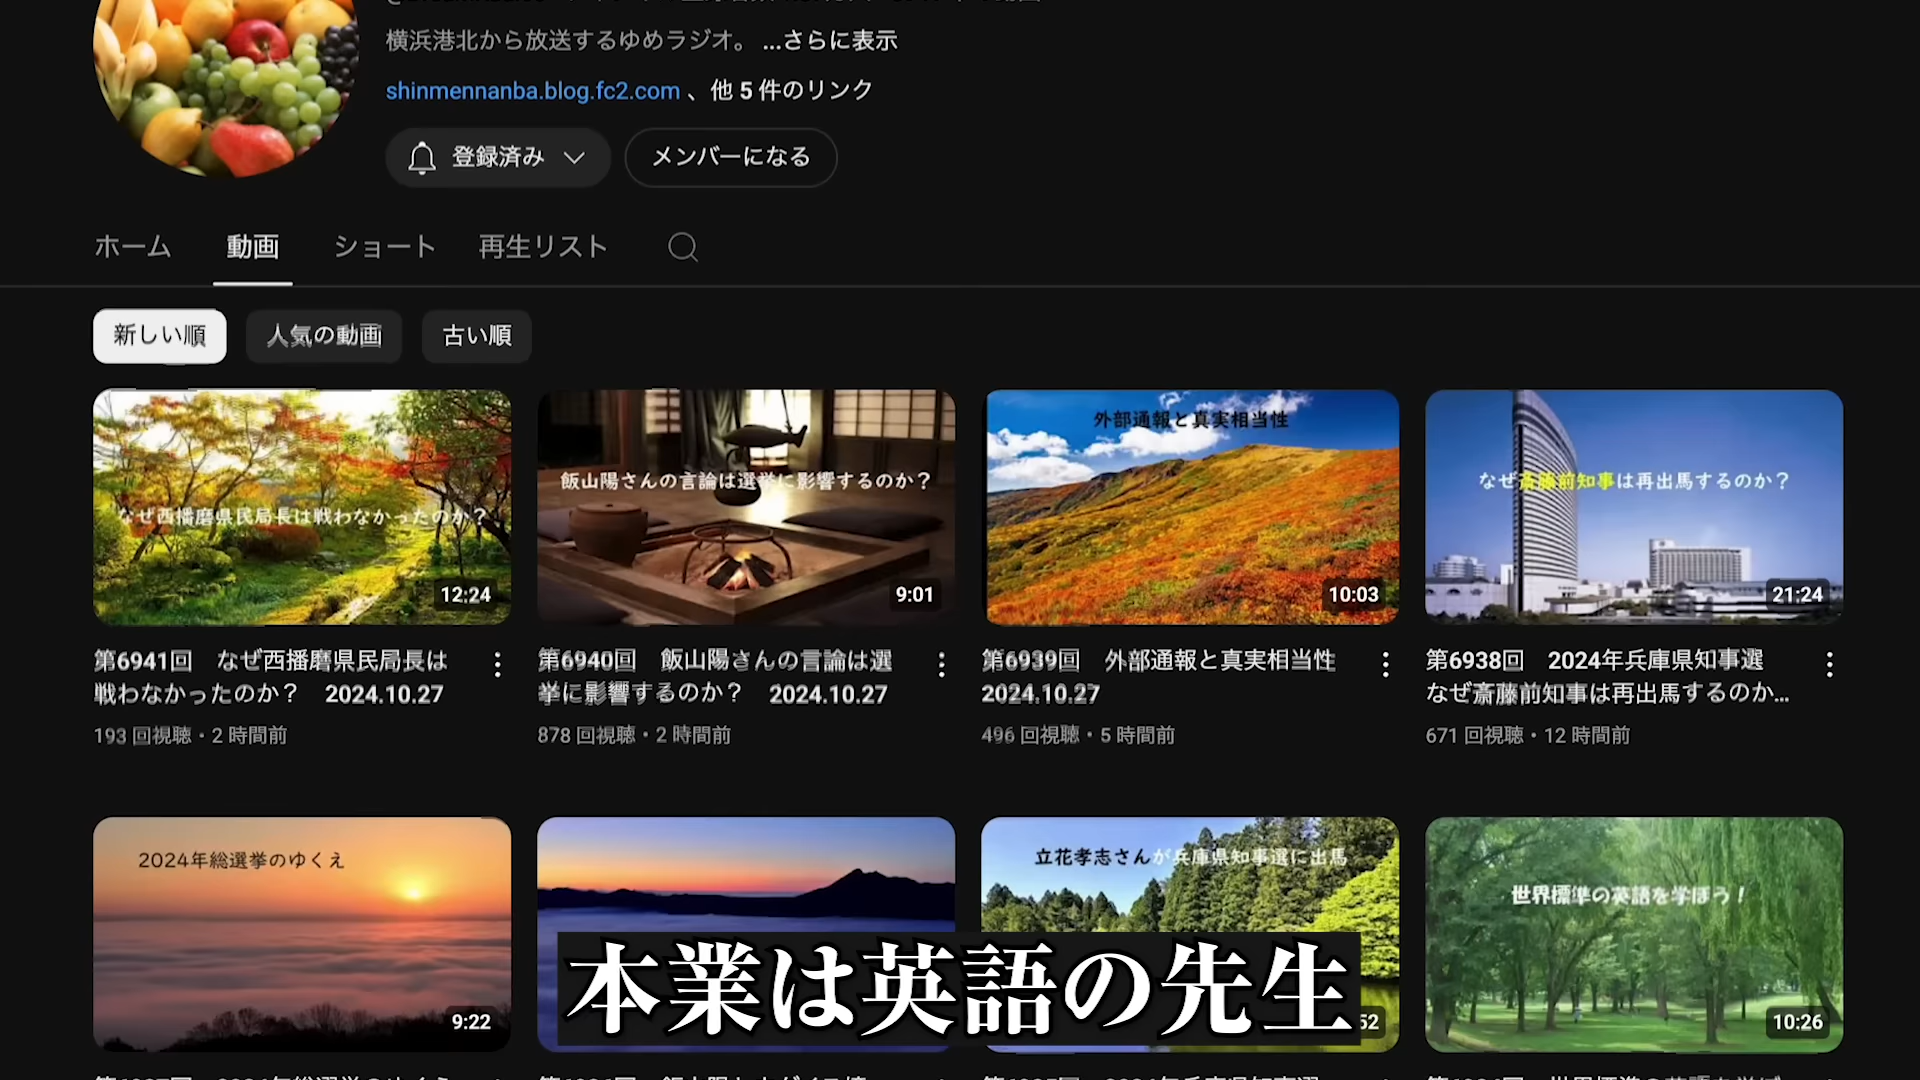 横浜港北から放送するゆめラジオ。 ...さらに表示
shinmennanba.blog.fc2.com 、他 5 件のリンク
登録済み
メンバーになる
ホーム
動画
ショート
再生リスト
新しい順
人気の動画
古い順
なぜ西播磨県民局長は戦わなかったのか？
12:24
飯山陽さんの言論は選挙に影響するのか？
9:01
外部通報と真実相当性
10:03
なぜ斎藤前知事は再出馬するのか？
21:24
第6941回　なぜ西播磨県民局長は
戦わなかったのか？　2024.10.27
193 回視聴・2 時間前
第6940回　飯山陽さんの言論は選
挙に影響するのか？　2024.10.27
878 回視聴・2 時間前
第6939回　外部通報と真実相当性
2024.10.27
496 回視聴・5 時間前
第6938回　2024年兵庫県知事選
なぜ斎藤前知事は再出馬するのか...
671 回視聴・12 時間前
2024年総選挙のゆくえ
9:22
立花孝志さんが兵庫県知事選に出馬
52
世界標準の英語を学ぼう！
10:26
本業は英語の先生